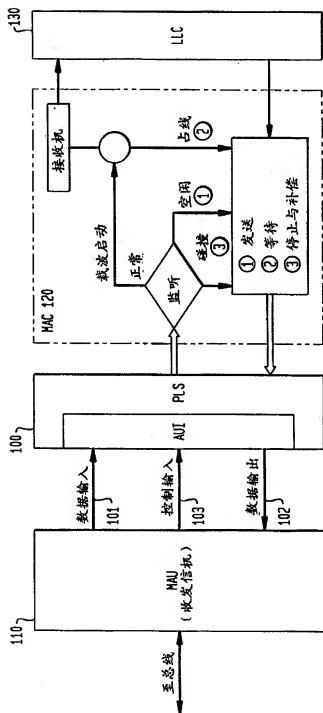 至总线
110
MAU
(收发信机)
数据输入
101
控制输入
103
数据输出
102
100
PLS
AUI
MAC 120
监听
正常
载波启动
空闲
①
碰撞
③
接收机
占线
②
① 发送
② 等待
③ 停止与补偿
130
LLC